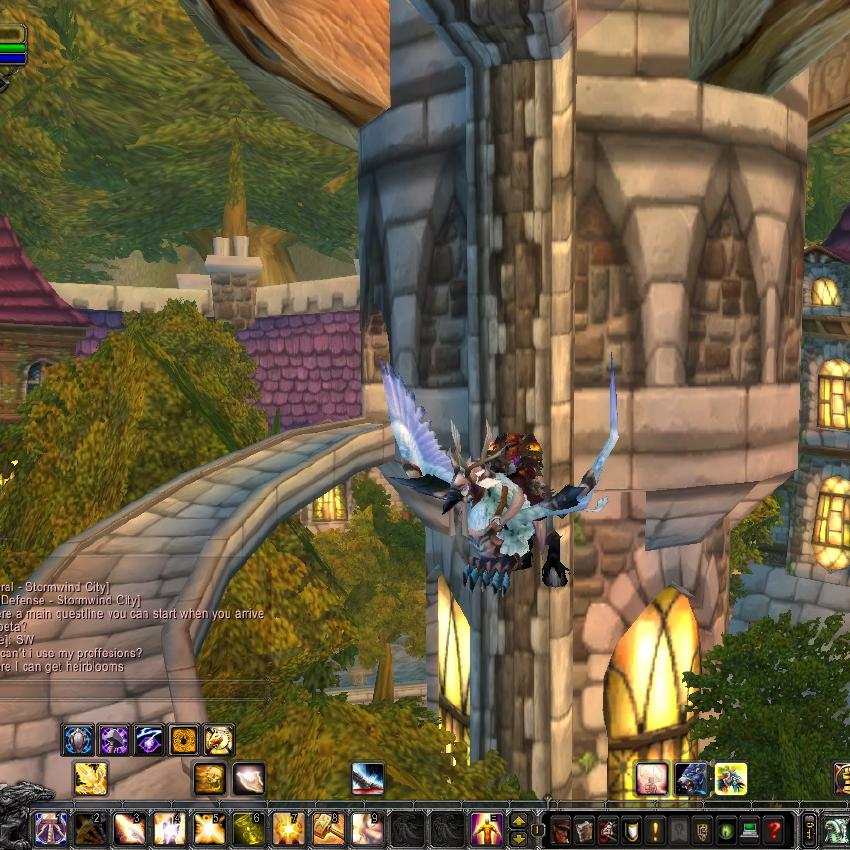 ral - Stormwind City]
Defense - Stormwind City]
ere a main questline you can start when you arrive
beta?
e]: SW
can't i use my proffesions?
re I can get heirblooms
2 3 4 5 6 7 8 9 E